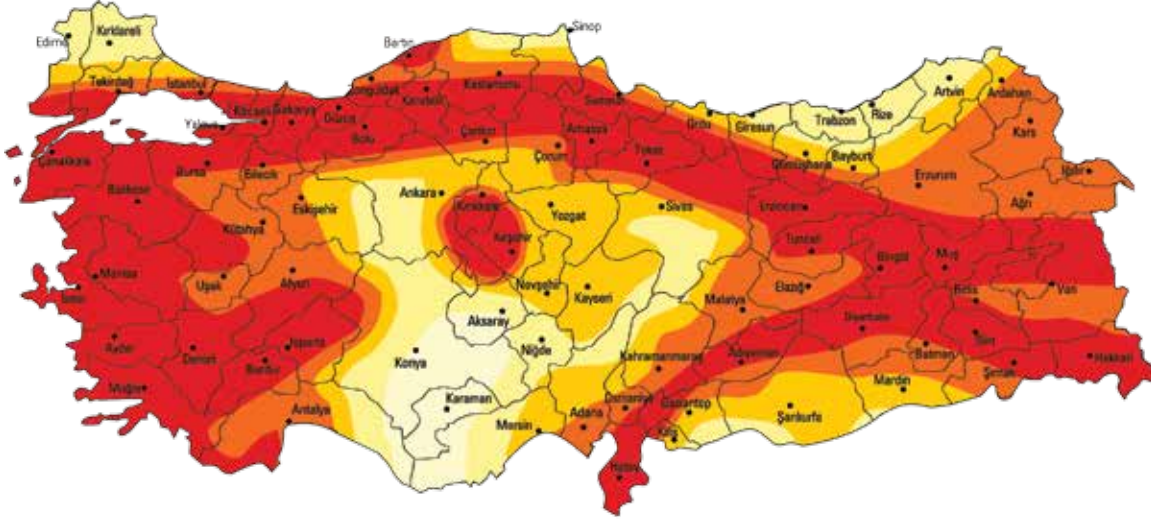 Sinop
Kırklareli
Edirne
Bartın
Tekirdağ
İstanbul
Zonguldak
Kastamonu
Karabük
Samsun
Artvin
Ardahan
Rize
Trabzon
Giresun
Ordu
Kocaeli
Sakarya
Yalova
Düzce
Bolu
Çankırı
Amasya
Çorum
Tokat
Kars
Gümüşhane
Bayburt
Çanakkale
Bursa
Bilecik
Balıkesir
Ankara
Eskişehir
Kırıkkale
Yozgat
Sivas
Erzincan
Erzurum
Iğdır
Ağrı
Kütahya
Kırşehir
Tunceli
Bingöl
Muş
Manisa
İzmir
Uşak
Afyon
Nevşehir
Kayseri
Malatya
Elazığ
Bitlis
Van
Aksaray
Diyarbakır
Aydın
Denizli
Isparta
Burdur
Konya
Niğde
Kahramanmaraş
Adıyaman
Batman
Siirt
Hakkari
Şırnak
Muğla
Antalya
Karaman
Mersin
Adana
Osmaniye
Gaziantep
Şanlıurfa
Mardin
Kilis
Hatay